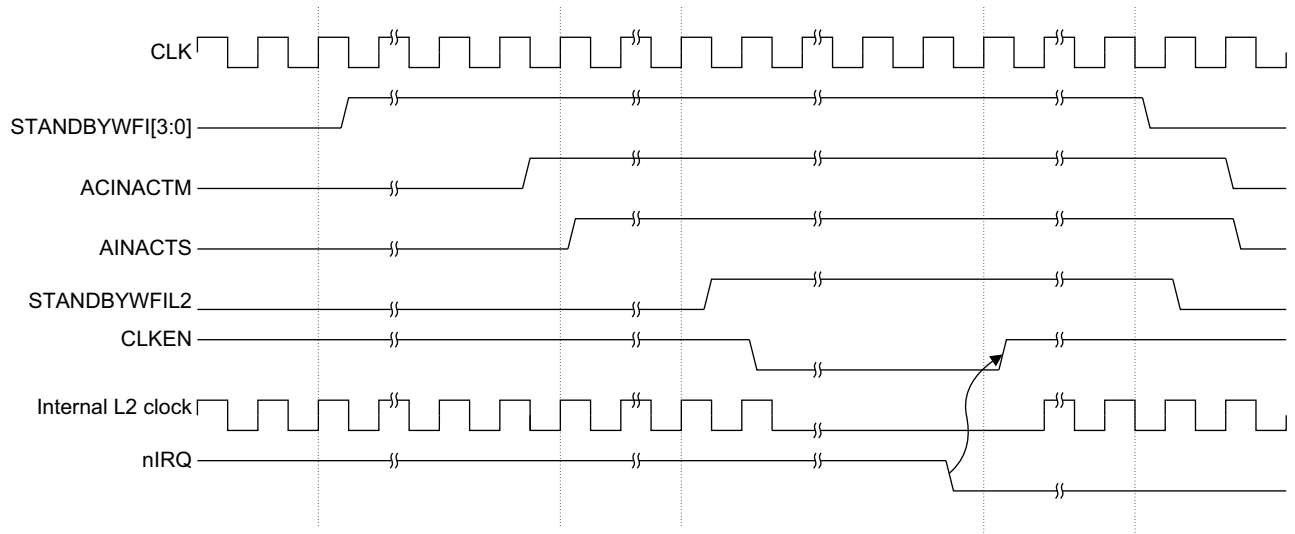 CLK
STANDBYWFI[3:0]
ACINACTM
AINACTS
STANDBYWFIL2
CLKEN
Internal L2 clock
nIRQ